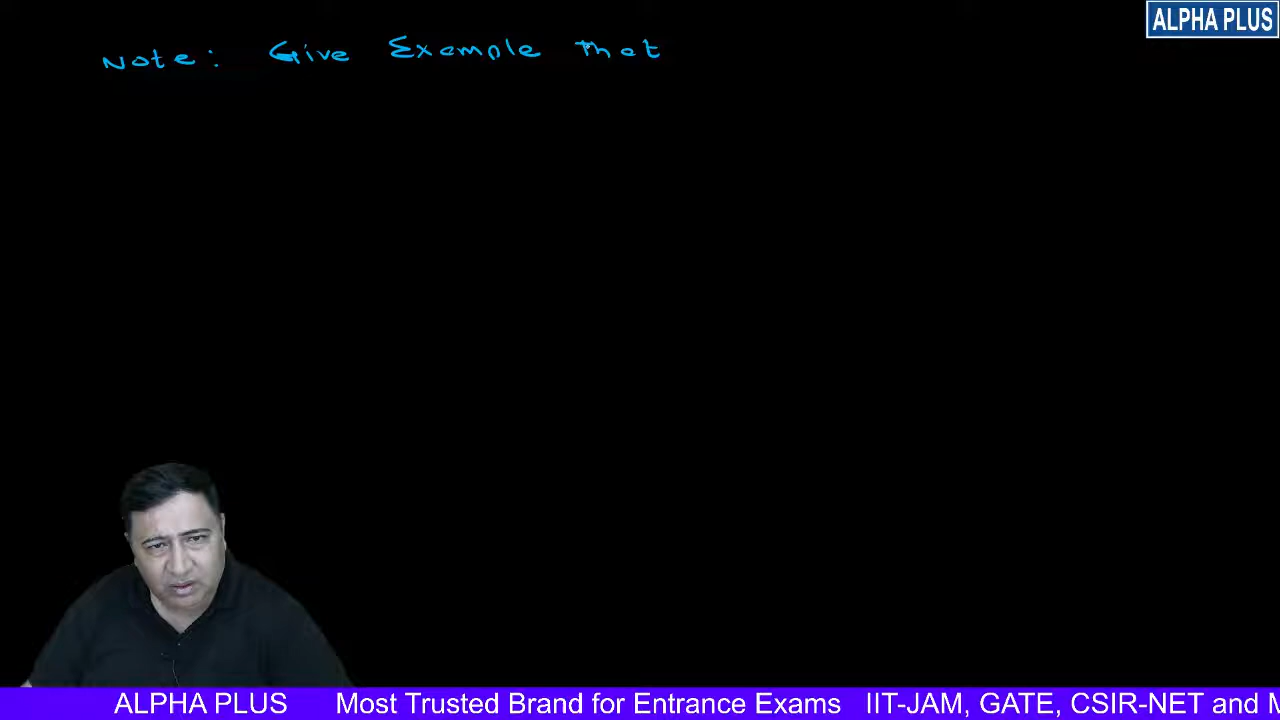 ALPHA PLUS
Note: Give Example that
ALPHA PLUS Most Trusted Brand for Entrance Exams IIT-JAM, GATE, CSIR-NET and M